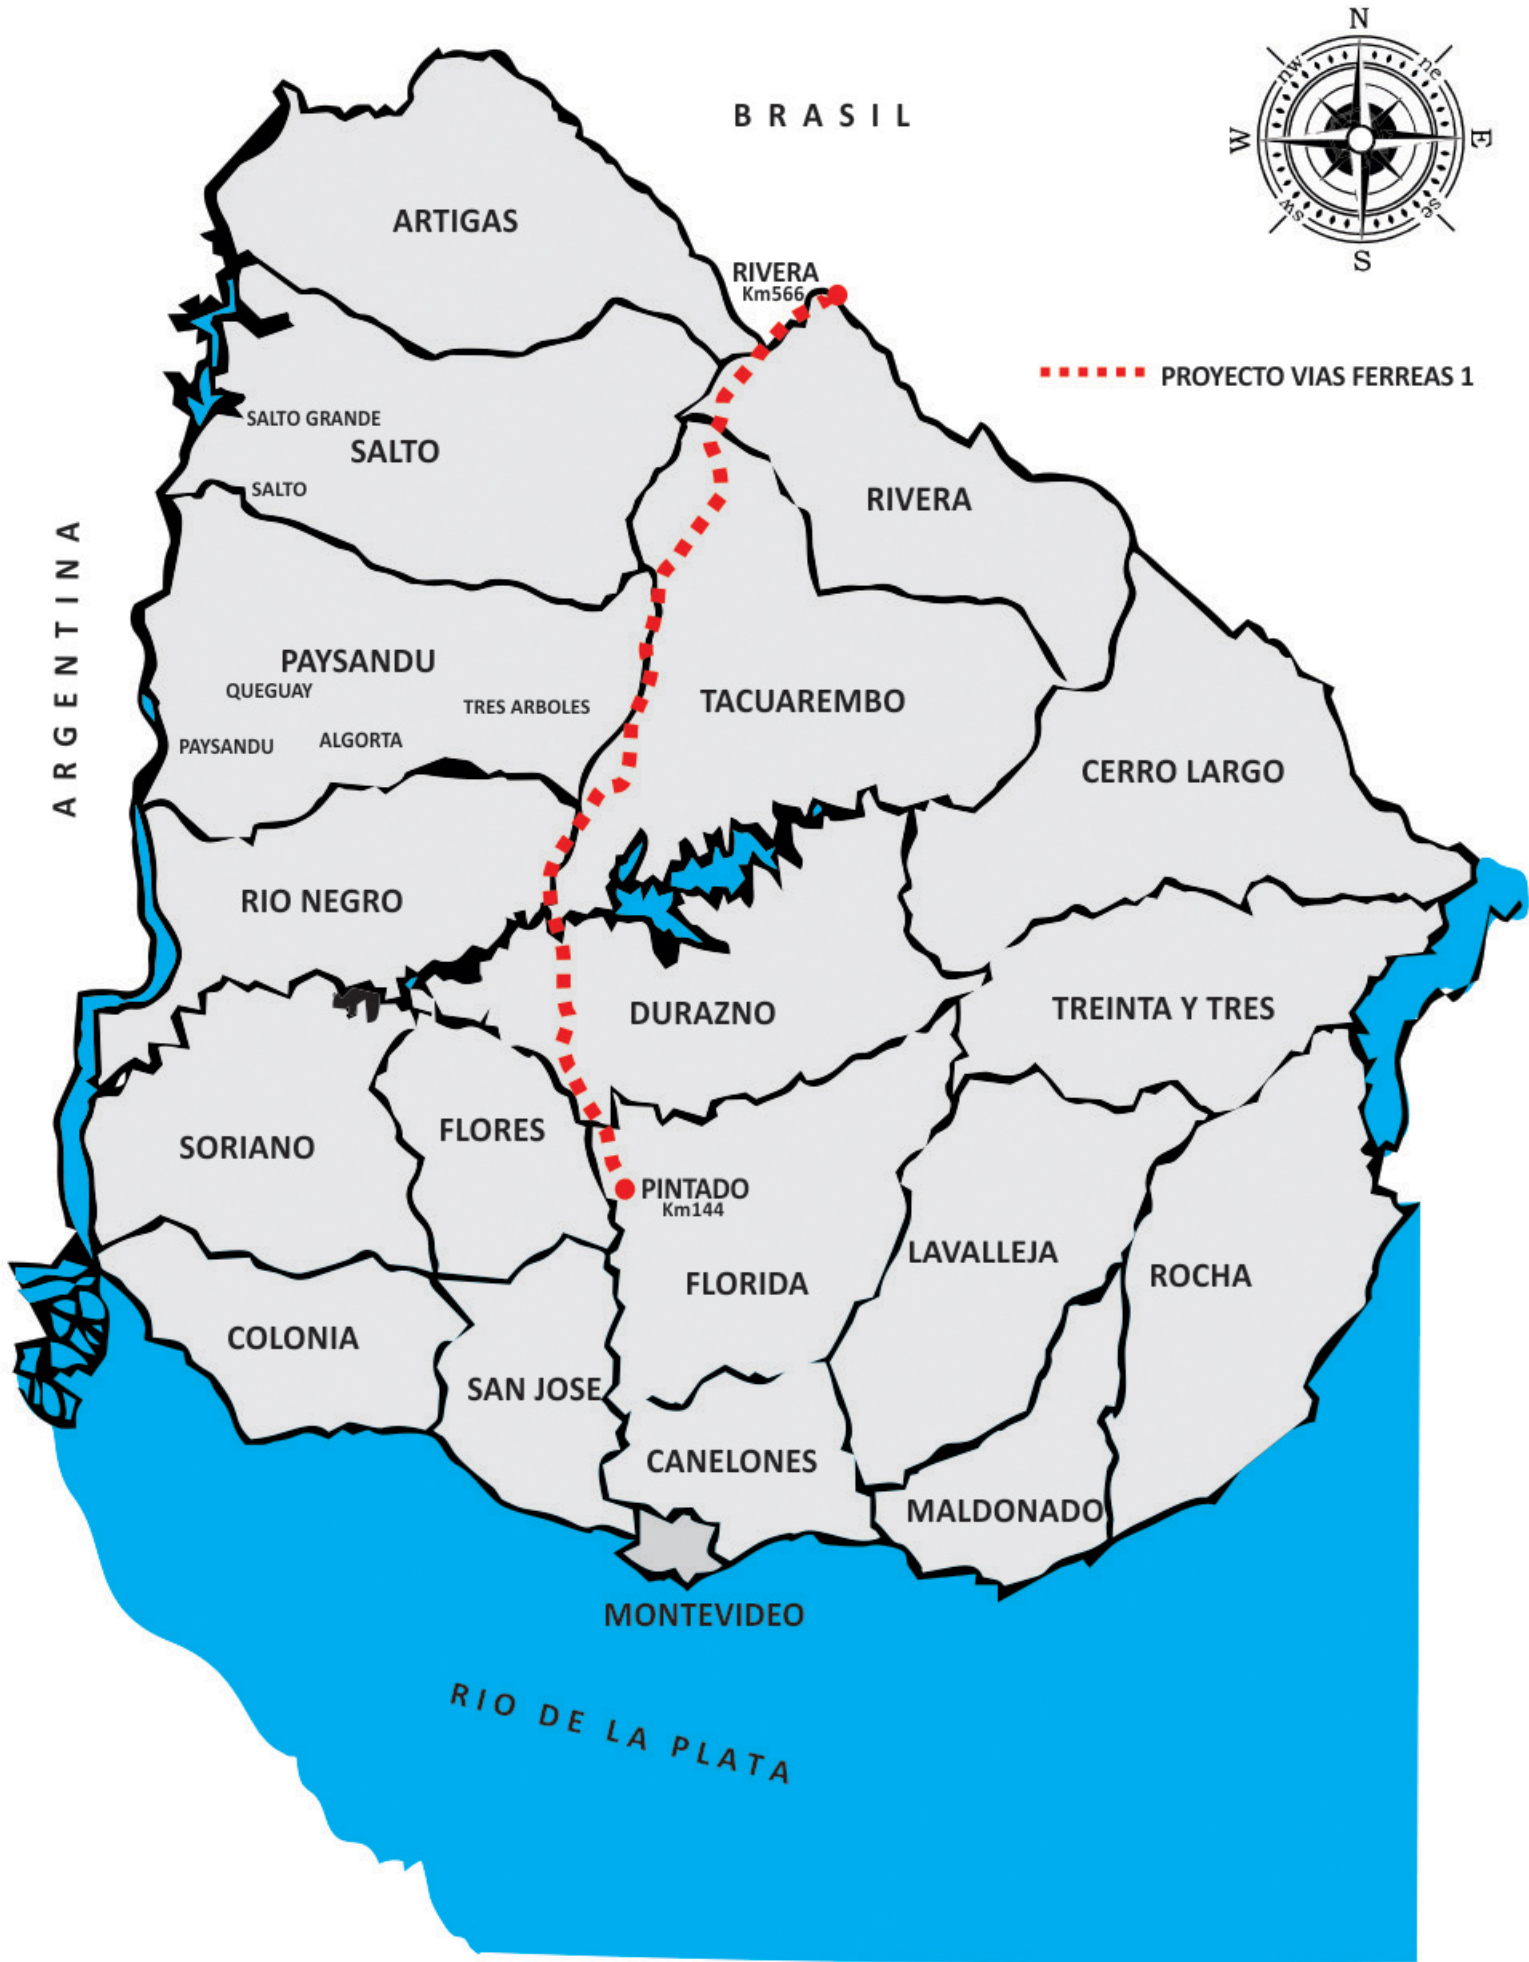 N
nw
ne
W
E
sw
se
S
BRASIL
ARTIGAS
RIVERA
Km566
PROYECTO VIAS FERREAS 1
SALTO GRANDE
SALTO
SALTO
RIVERA
ARGENTINA
PAYSANDU
QUEGUAY
TRES ARBOLES
TACUAREMBO
PAYSANDU
ALGORTA
CERRO LARGO
RIO NEGRO
DURAZNO
TREINTA Y TRES
SORIANO
FLORES
PINTADO
Km144
LAVALLEJA
ROCHA
FLORIDA
COLONIA
SAN JOSE
CANELONES
MALDONADO
MONTEVIDEO
RIO DE LA PLATA